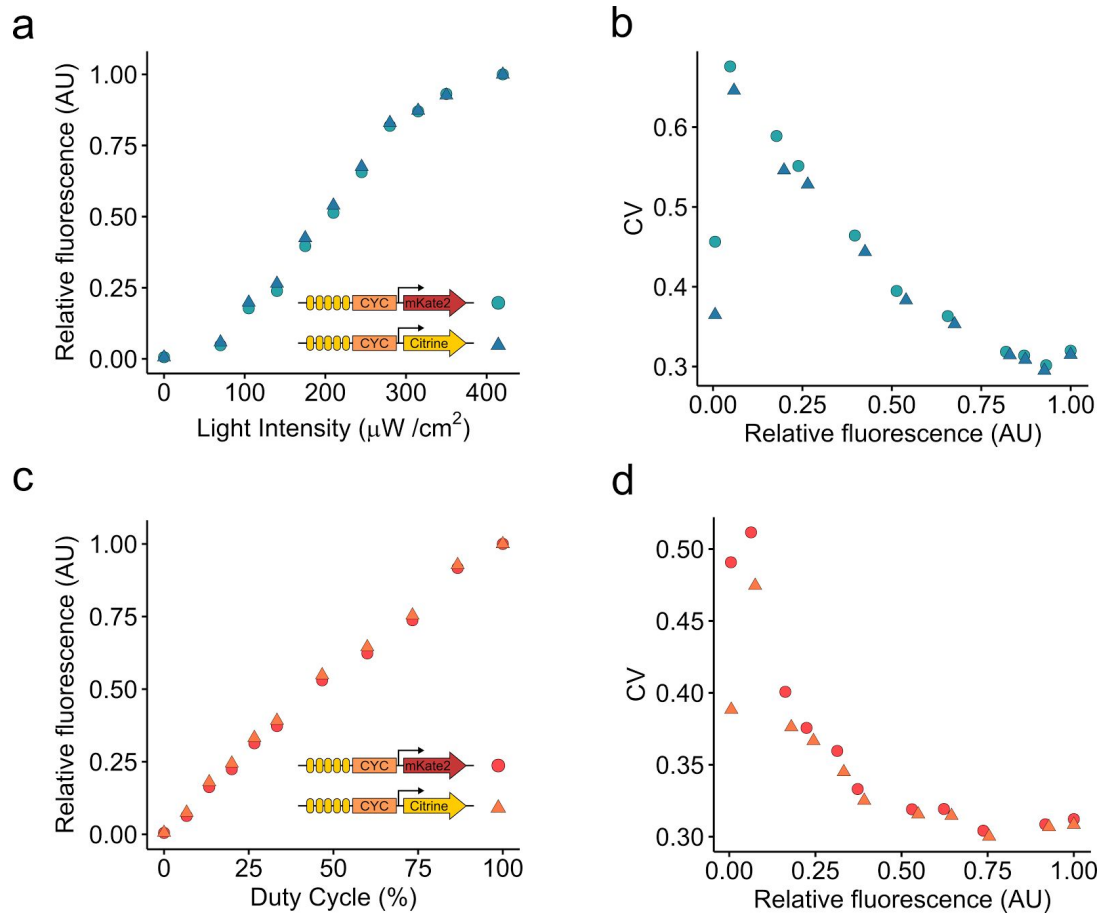 a
Relative fluorescence (AU)
1.00
0.75
0.50
0.25
0.00
CYC mKate2
CYC Citrine
0 100 200 300 400
Light Intensity (μW /cm²)
b
CV
0.6
0.5
0.4
0.3
0.00 0.25 0.50 0.75 1.00
Relative fluorescence (AU)
c
Relative fluorescence (AU)
1.00
0.75
0.50
0.25
0.00
CYC mKate2
CYC Citrine
0 25 50 75 100
Duty Cycle (%)
d
CV
0.50
0.45
0.40
0.35
0.30
0.00 0.25 0.50 0.75 1.00
Relative fluorescence (AU)